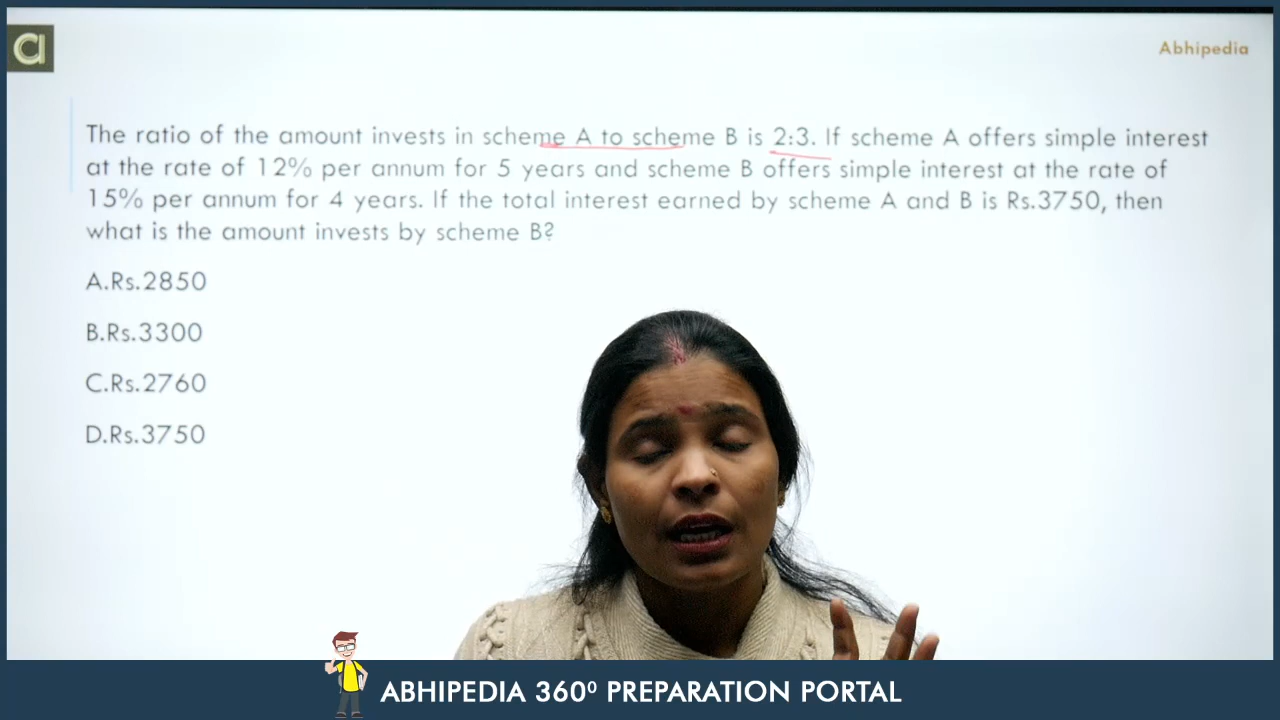 Abhipedia
The ratio of the amount invests in scheme A to scheme B is 2:3. If scheme A offers simple interest
at the rate of 12% per annum for 5 years and scheme B offers simple interest at the rate of
15% per annum for 4 years. If the total interest earned by scheme A and B is Rs.3750, then
what is the amount invests by scheme B?
A.Rs.2850
B.Rs.3300
C.Rs.2760
D.Rs.3750
ABHIPEDIA 360⁰ PREPARATION PORTAL